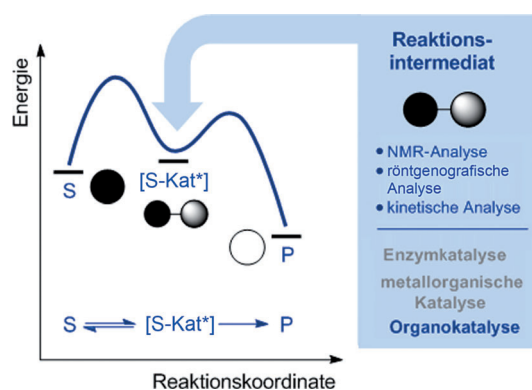 Energie
S
[S-Kat*]
P
S ⇌ [S-Kat*] → P
Reaktionskoordinate
Reaktions-
intermediat
• NMR-Analyse
• röntgenografische
Analyse
• kinetische Analyse
Enzymkatalyse
metallorganische
Katalyse
Organokatalyse